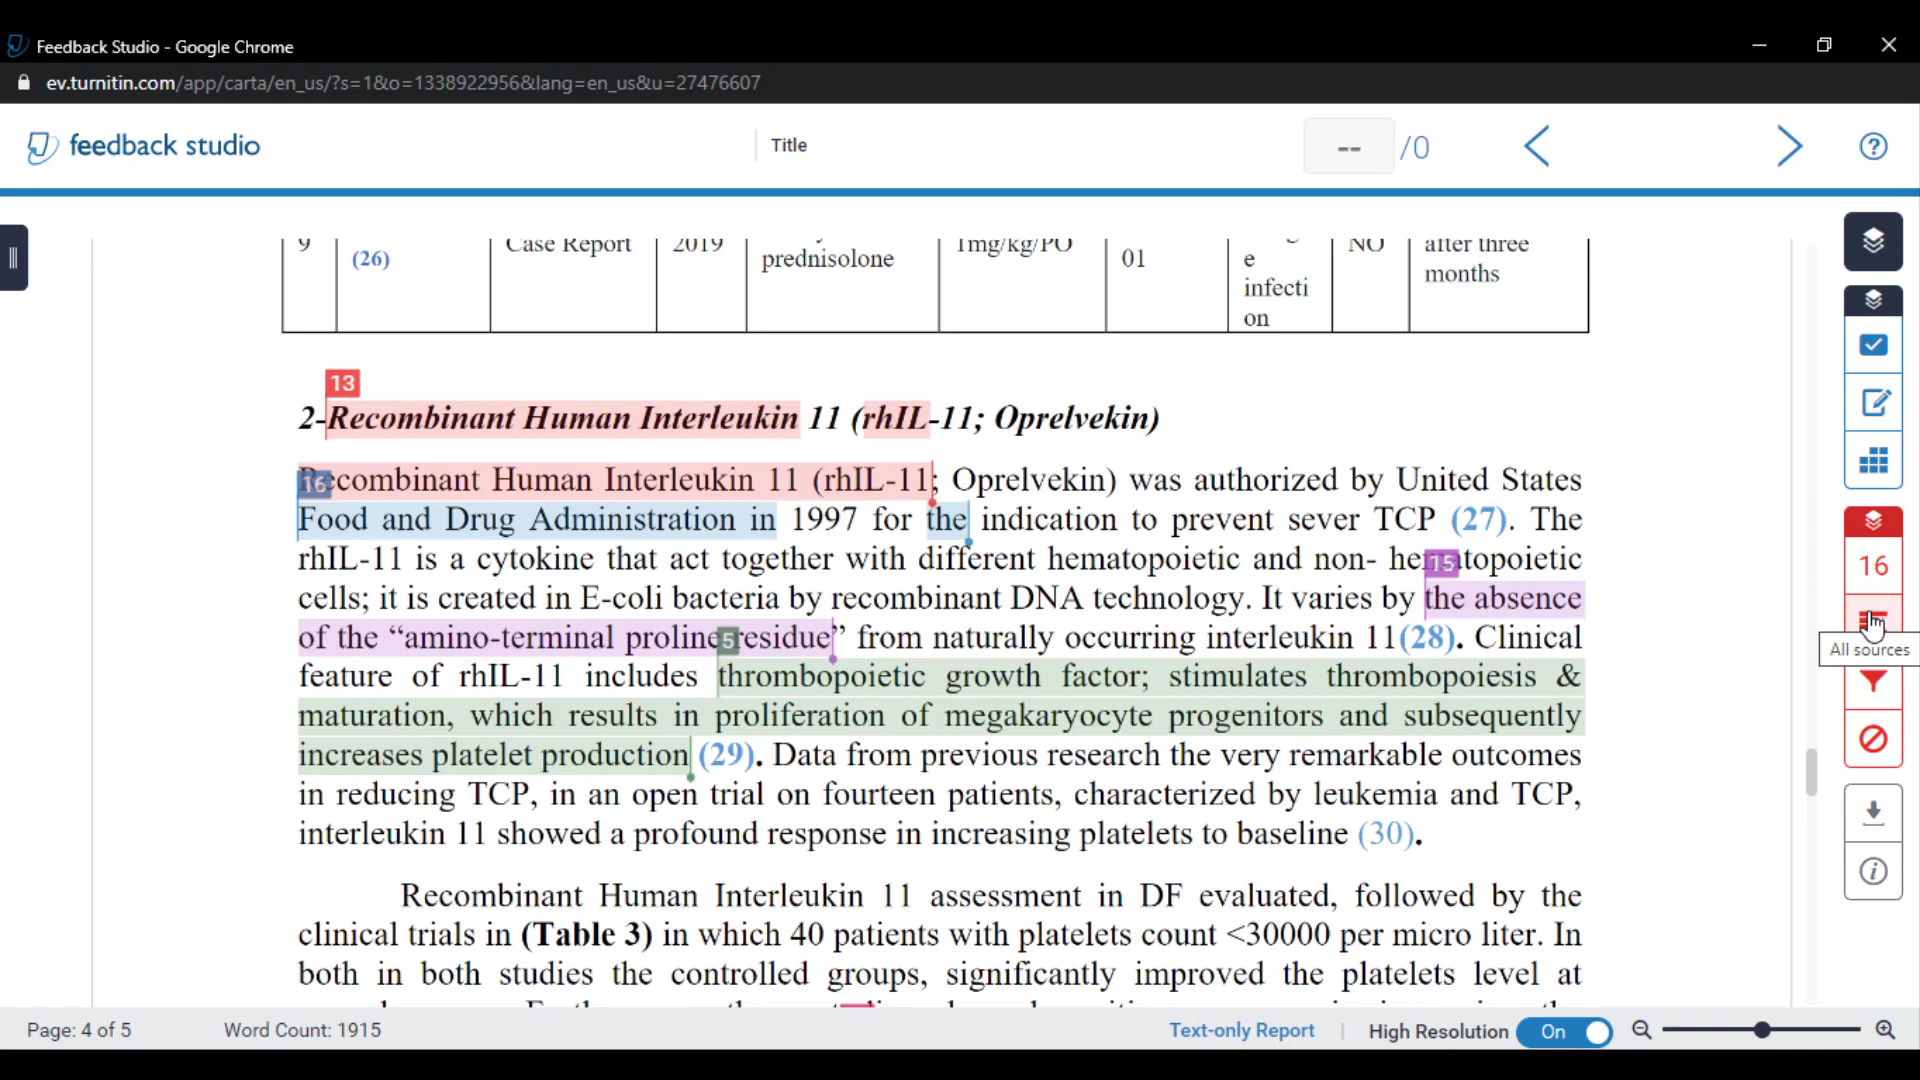 Feedback Studio - Google Chrome
ev.turnitin.com/app/carta/en_us/?s=1&o=1338922956&lang=en_us&u=27476607
feedback studio
Title
-- /0
9 (26) Case Report 2019 prednisolone 1mg/kg/PO 01 e infecti on NO after three months
13
2-Recombinant Human Interleukin 11 (rhIL-11; Oprelvekin)
16
Recombinant Human Interleukin 11 (rhIL-11; Oprelvekin) was authorized by United States
Food and Drug Administration in 1997 for the indication to prevent sever TCP (27). The
rhIL-11 is a cytokine that act together with different hematopoietic and non- hematopoietic
15
cells; it is created in E-coli bacteria by recombinant DNA technology. It varies by the absence
of the “amino-terminal proline residue” from naturally occurring interleukin 11(28). Clinical
5
feature of rhIL-11 includes thrombopoietic growth factor; stimulates thrombopoiesis &
maturation, which results in proliferation of megakaryocyte progenitors and subsequently
increases platelet production (29). Data from previous research the very remarkable outcomes
in reducing TCP, in an open trial on fourteen patients, characterized by leukemia and TCP,
interleukin 11 showed a profound response in increasing platelets to baseline (30).
Recombinant Human Interleukin 11 assessment in DF evaluated, followed by the
clinical trials in (Table 3) in which 40 patients with platelets count <30000 per micro liter. In
both in both studies the controlled groups, significantly improved the platelets level at
16
All sources
Page: 4 of 5
Word Count: 1915
Text-only Report
High Resolution
On